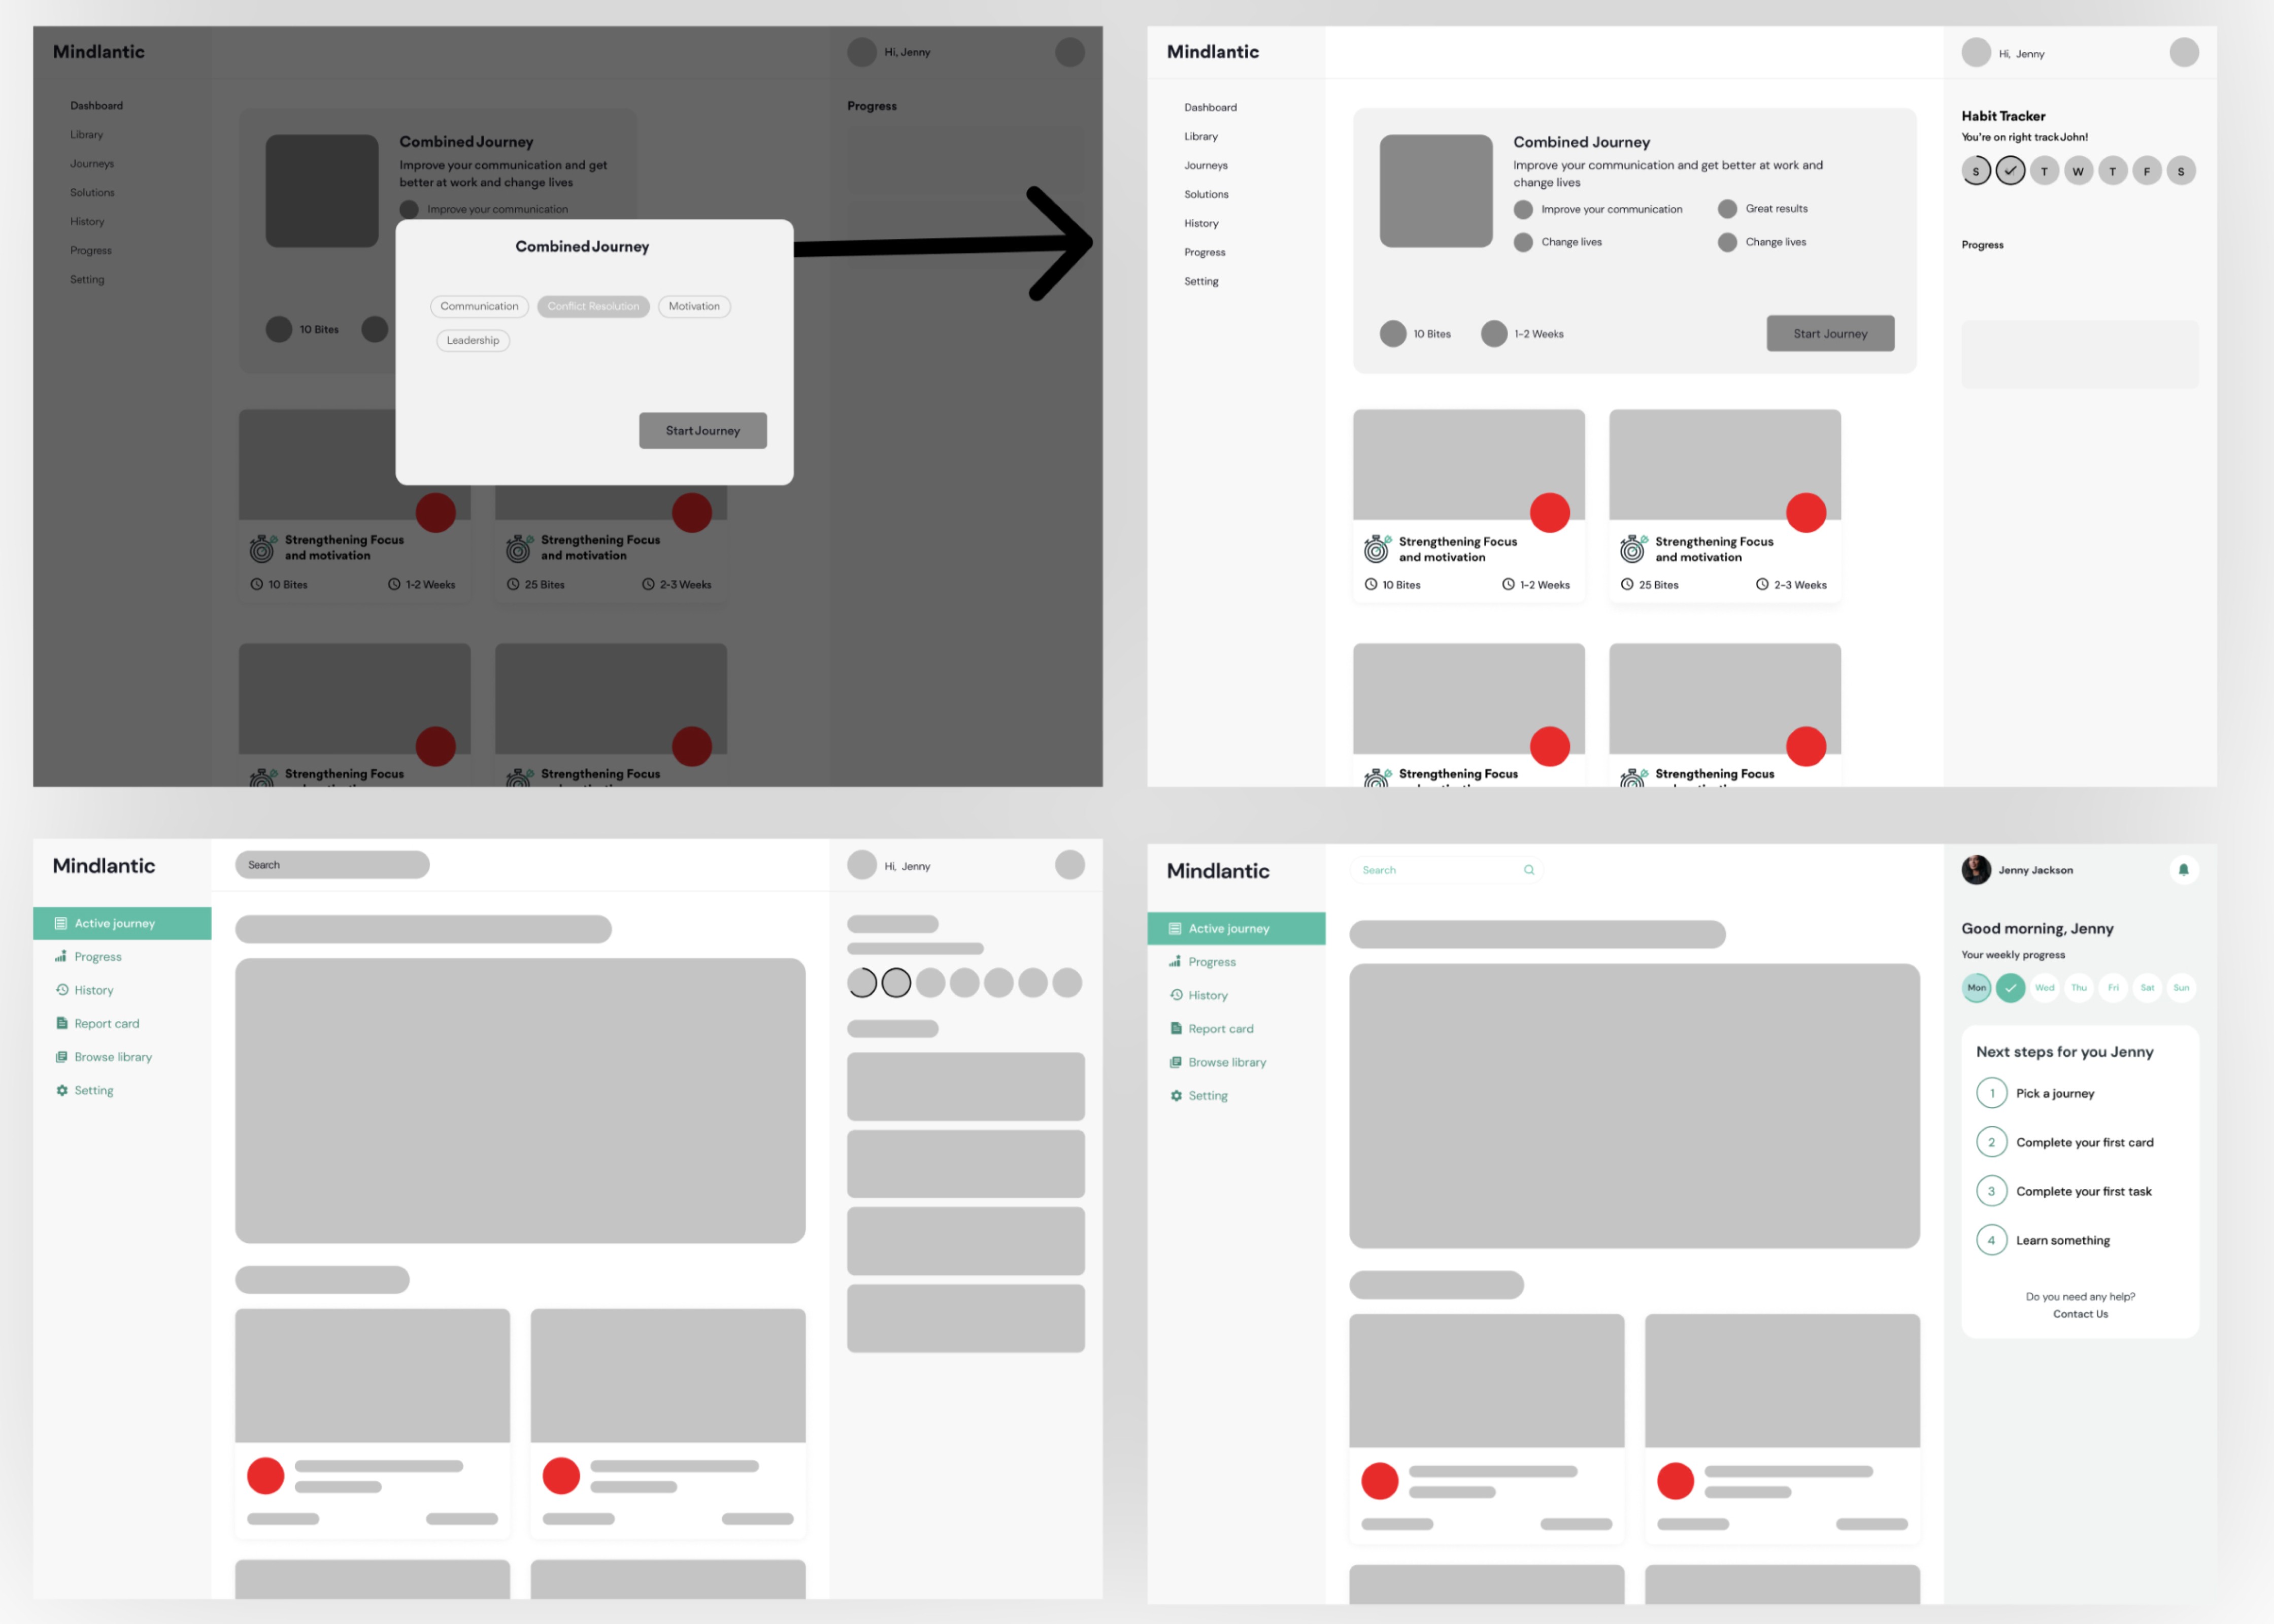 Mindlantic
Hi, Jenny
Dashboard
Library
Journeys
Solutions
History
Progress
Setting
Combined Journey
Improve your communication and get
better at work and change lives
Improve your communication
10 Bites
Progress
Combined Journey
Communication
Conflict Resolution
Motivation
Leadership
Start Journey
Strengthening Focus
and motivation
10 Bites
1-2 Weeks
Strengthening Focus
and motivation
25 Bites
2-3 Weeks
Strengthening Focus
Strengthening Focus
Mindlantic
Hi, Jenny
Dashboard
Library
Journeys
Solutions
History
Progress
Setting
Combined Journey
Improve your communication and get better at work and
change lives
Improve your communication
Great results
Change lives
Change lives
10 Bites
1-2 Weeks
Start Journey
Habit Tracker
You're on right track John!
S T W T F S
Progress
Strengthening Focus
and motivation
10 Bites
1-2 Weeks
Strengthening Focus
and motivation
25 Bites
2-3 Weeks
Strengthening Focus
Strengthening Focus
Mindlantic
Search
Hi, Jenny
Active journey
Progress
History
Report card
Browse library
Setting
Mindlantic
Search
Jenny Jackson
Active journey
Progress
History
Report card
Browse library
Setting
Good morning, Jenny
Your weekly progress
Mon Wed Thu Fri Sat Sun
Next steps for you Jenny
1 Pick a journey
2 Complete your first card
3 Complete your first task
4 Learn something
Do you need any help?
Contact Us